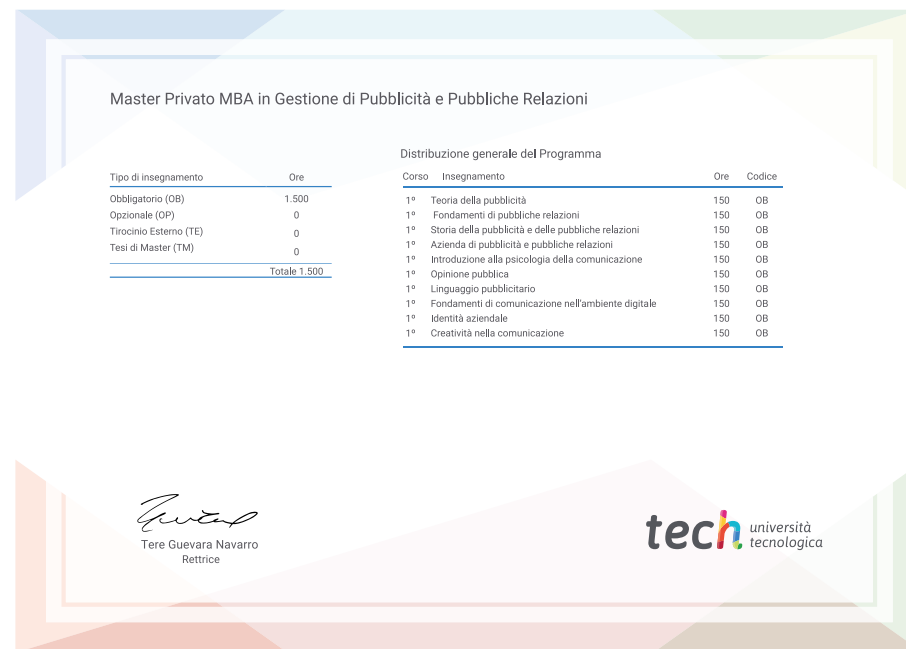 Master Privato MBA in Gestione di Pubblicità e Pubbliche Relazioni
Tipo di insegnamento Ore
Obbligatorio (OB) 1.500
Opzionale (OP) 0
Tirocinio Esterno (TE) 0
Tesi di Master (TM) 0
Totale 1.500
Distribuzione generale del Programma
Corso Insegnamento Ore Codice
1º Teoria della pubblicità 150 OB
1º Fondamenti di pubbliche relazioni 150 OB
1º Storia della pubblicità e delle pubbliche relazioni 150 OB
1º Azienda di pubblicità e pubbliche relazioni 150 OB
1º Introduzione alla psicologia della comunicazione 150 OB
1º Opinione pubblica 150 OB
1º Linguaggio pubblicitario 150 OB
1º Fondamenti di comunicazione nell'ambiente digitale 150 OB
1º Identità aziendale 150 OB
1º Creatività nella comunicazione 150 OB
Tere Guevara Navarro
Rettrice
tech università
tecnologica